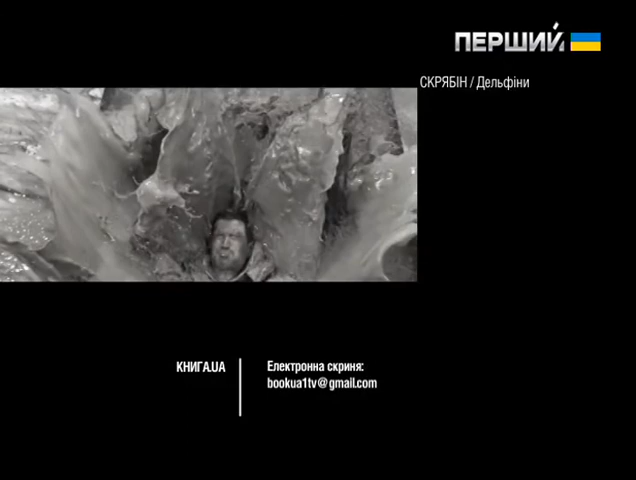 ПЕРШИЙ
СКРЯБІН / Дельфіни
КНИГА.UA
Електронна скриня:
bookua1tv@gmail.com